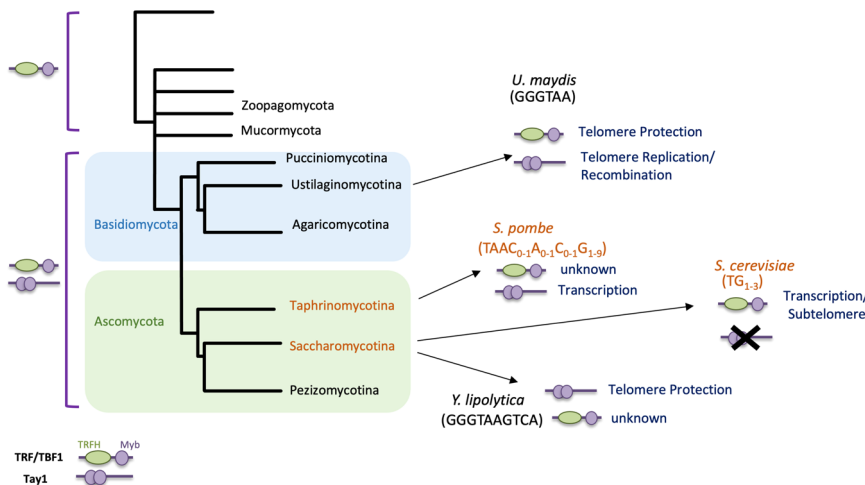 U. maydis
(GGGTAA)
Zoopagomycota
Mucormycota
Telomere Protection
Telomere Replication/
Recombination
Pucciniomycotina
Ustilaginomycotina
Basidiomycota
Agaricomycotina
S. pombe
(TAAC0-1A0-1C0-1G1-9)
unknown
Transcription
S. cerevisiae
(TG1-3)
Transcription/
Subtelomere
Taphrinomycotina
Ascomycota
Saccharomycotina
Pezizomycotina
Y. lipolytica
(GGGTAAGTCA)
Telomere Protection
unknown
TRFH Myb
TRF/TBF1
Tay1